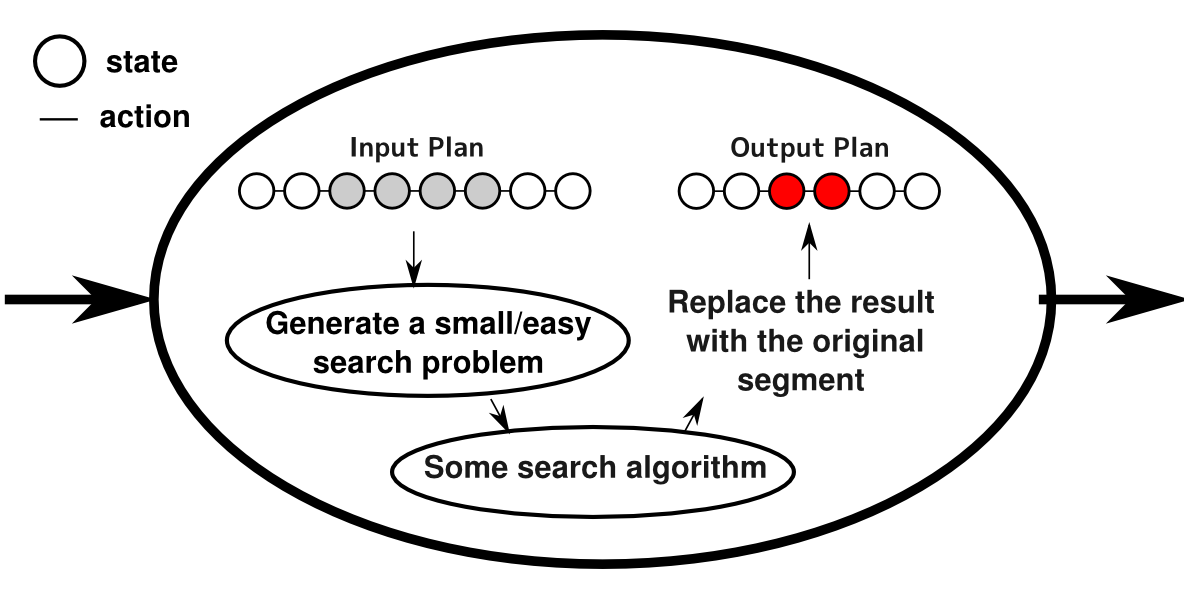 state
action
Input Plan
Output Plan
Generate a small/easy
search problem
Some search algorithm
Replace the result
with the original
segment